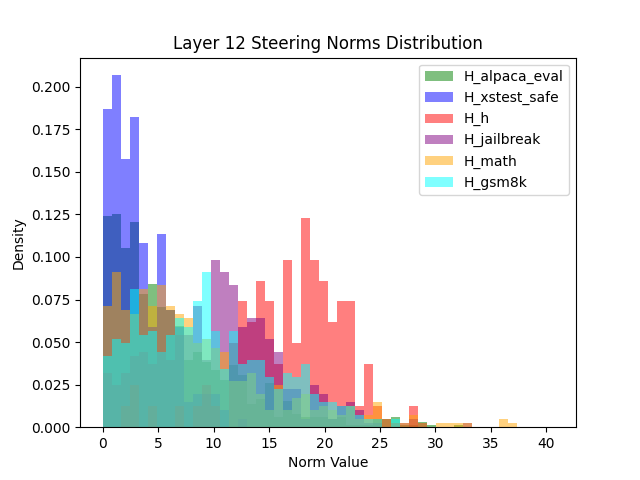 Layer 12 Steering Norms Distribution
H_alpaca_eval
H_xstest_safe
H_h
H_jailbreak
H_math
H_gsm8k
0.200
0.175
0.150
0.125
0.100
0.075
0.050
0.025
0.000
Density
0 5 10 15 20 25 30 35 40
Norm Value